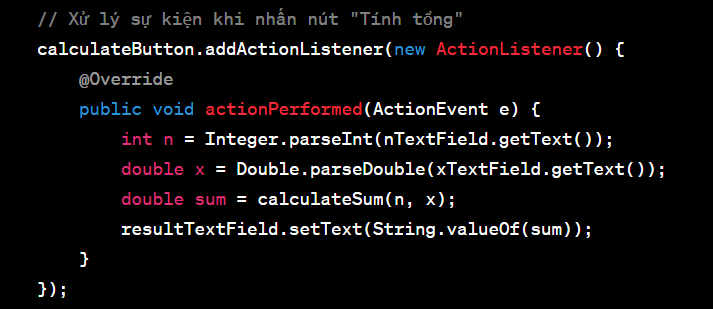 // Xử lý sự kiện khi nhấn nút "Tính tổng"
calculateButton.addActionListener(new ActionListener() {
@Override
public void actionPerformed(ActionEvent e) {
int n = Integer.parseInt(nTextField.getText());
double x = Double.parseDouble(xTextField.getText());
double sum = calculateSum(n, x);
resultTextField.setText(String.valueOf(sum));
}
});